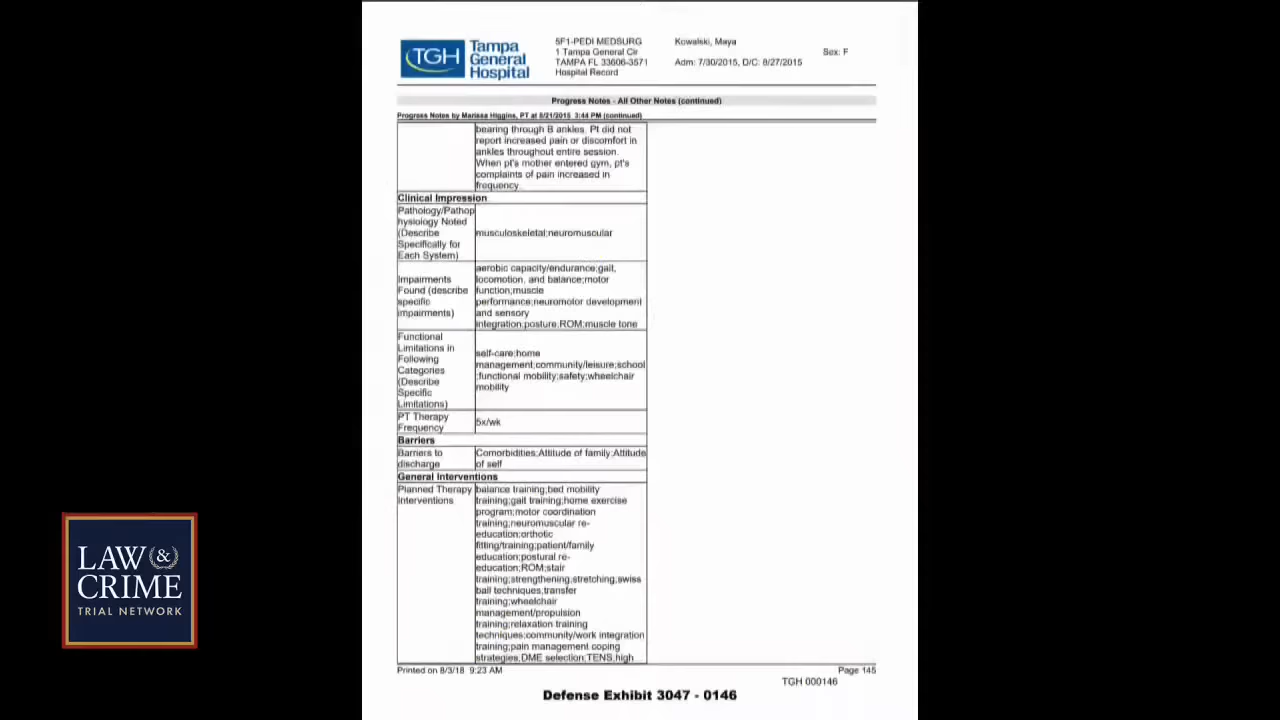 TGH Tampa General Hospital
5F1-PEDI MEDSURG
1 Tampa General Cir
TAMPA FL 33606-3571
Hospital Record
Kowalski, Maya
Adm: 7/30/2015, D/C: 8/27/2015
Sex: F
Progress Notes - All Other Notes (continued)
Progress Notes by Marissa Higgins, PT at 8/21/2015 3:44 PM (continued)
bearing through B ankles. Pt did not
report increased pain or discomfort in
ankles throughout entire session.
When pt's mother entered gym, pt's
complaints of pain increased in
frequency.
Clinical Impression
Pathology/Pathop
hysiology Noted
(Describe
Specifically for
Each System)
musculoskeletal;neuromuscular
Impairments
Found (describe
specific
impairments)
aerobic capacity/endurance;gait,
locomotion, and balance;motor
function;muscle
performance;neuromotor development
and sensory
integration;posture;ROM;muscle tone
Functional
Limitations in
Following
Categories
(Describe
Specific
Limitations)
self-care;home
management;community/leisure;school
;functional mobility;safety;wheelchair
mobility
PT Therapy
Frequency
5x/wk
Barriers
Barriers to
discharge
Comorbidities;Attitude of family;Attitude
of self
General Interventions
Planned Therapy
Interventions
balance training;bed mobility
training;gait training;home exercise
program;motor coordination
training;neuromuscular re-
education;orthotic
fitting/training;patient/family
education;postural re-
education;ROM;stair
training;strengthening;stretching;swiss
ball techniques;transfer
training;wheelchair
management/propulsion
training;relaxation training
techniques;community/work integration
training;pain management coping
strategies;DME selection;TENS;high
Printed on 8/3/18 9:23 AM
Page 145
TGH 000146
Defense Exhibit 3047 - 0146
LAW &
CRIME
TRIAL NETWORK